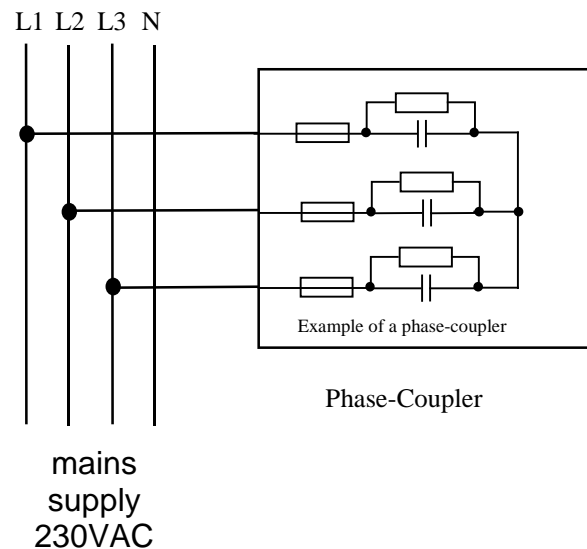 L1 L2 L3 N
Example of a phase-coupler
Phase-Coupler
mains
supply
230VAC